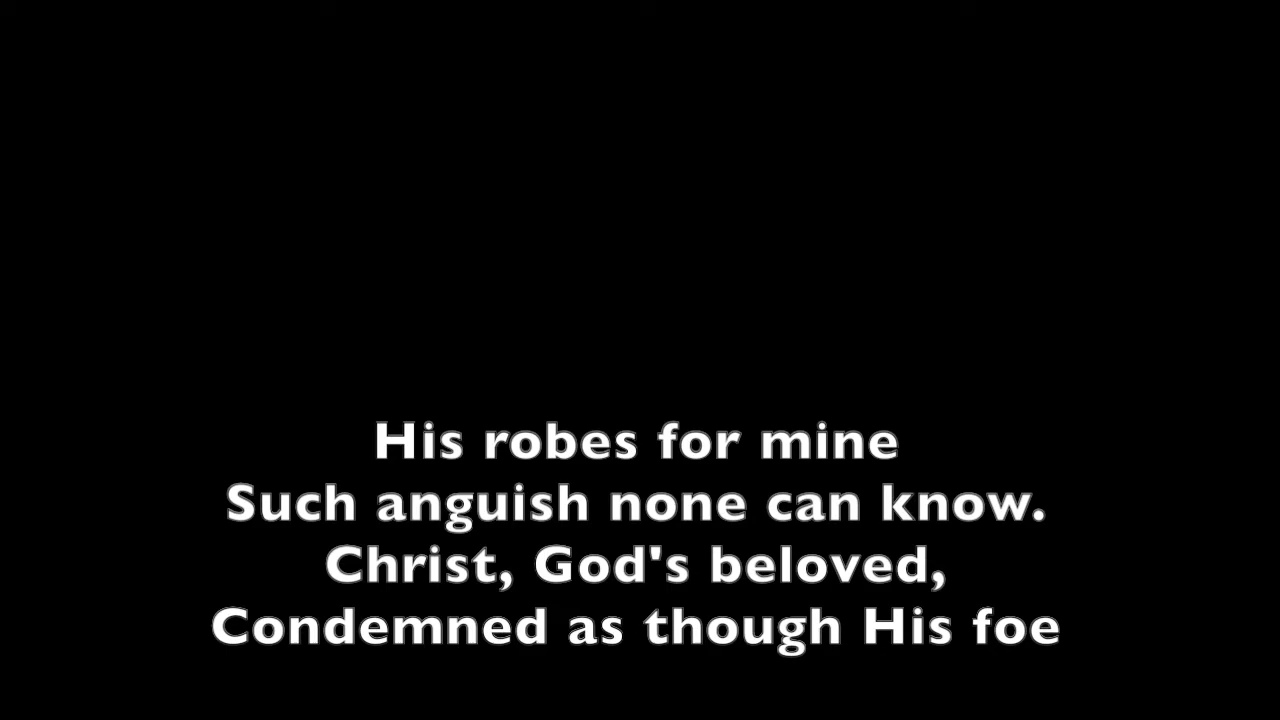 His robes for mine
Such anguish none can know.
Christ, God's beloved,
Condemned as though His foe